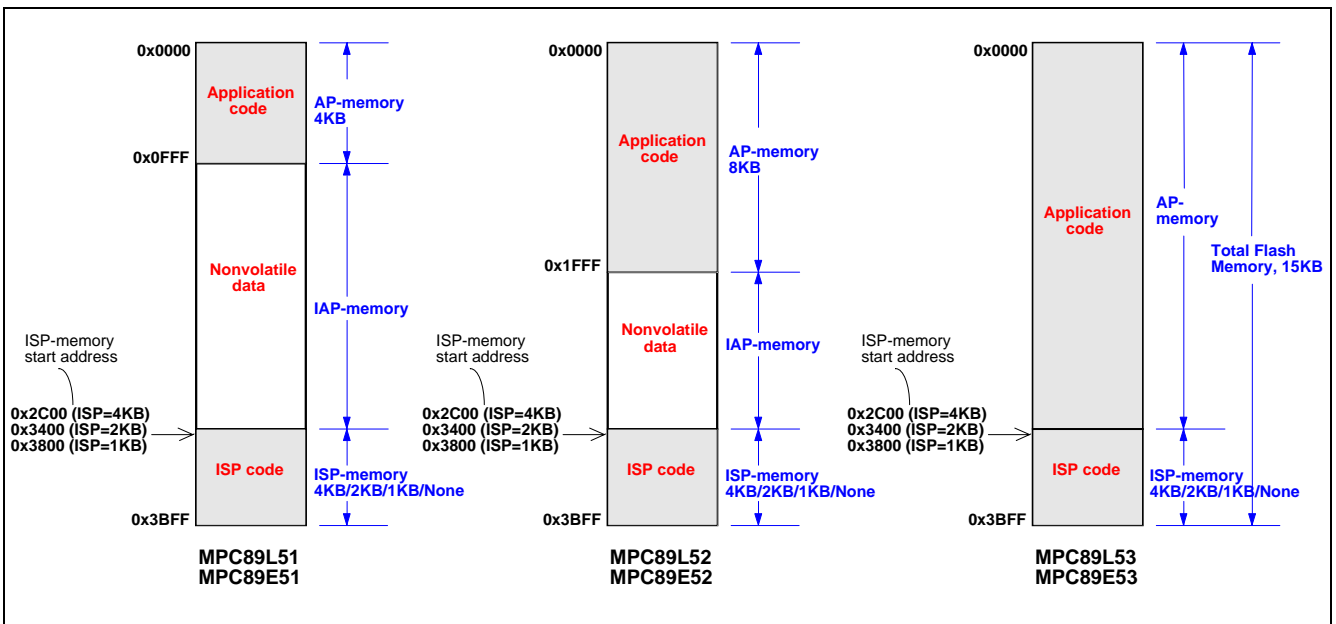 0x0000
Application
code
AP-memory
4KB
0x0FFF
Nonvolatile
data
IAP-memory
ISP-memory
start address
0x2C00 (ISP=4KB)
0x3400 (ISP=2KB)
0x3800 (ISP=1KB)
ISP code
ISP-memory
4KB/2KB/1KB/None
0x3BFF
MPC89L51
MPC89E51
0x0000
Application
code
AP-memory
8KB
0x1FFF
Nonvolatile
data
IAP-memory
ISP-memory
start address
0x2C00 (ISP=4KB)
0x3400 (ISP=2KB)
0x3800 (ISP=1KB)
ISP code
ISP-memory
4KB/2KB/1KB/None
0x3BFF
MPC89L52
MPC89E52
0x0000
Application
code
AP-
memory
Total Flash
Memory, 15KB
ISP-memory
start address
0x2C00 (ISP=4KB)
0x3400 (ISP=2KB)
0x3800 (ISP=1KB)
ISP code
ISP-memory
4KB/2KB/1KB/None
0x3BFF
MPC89L53
MPC89E53